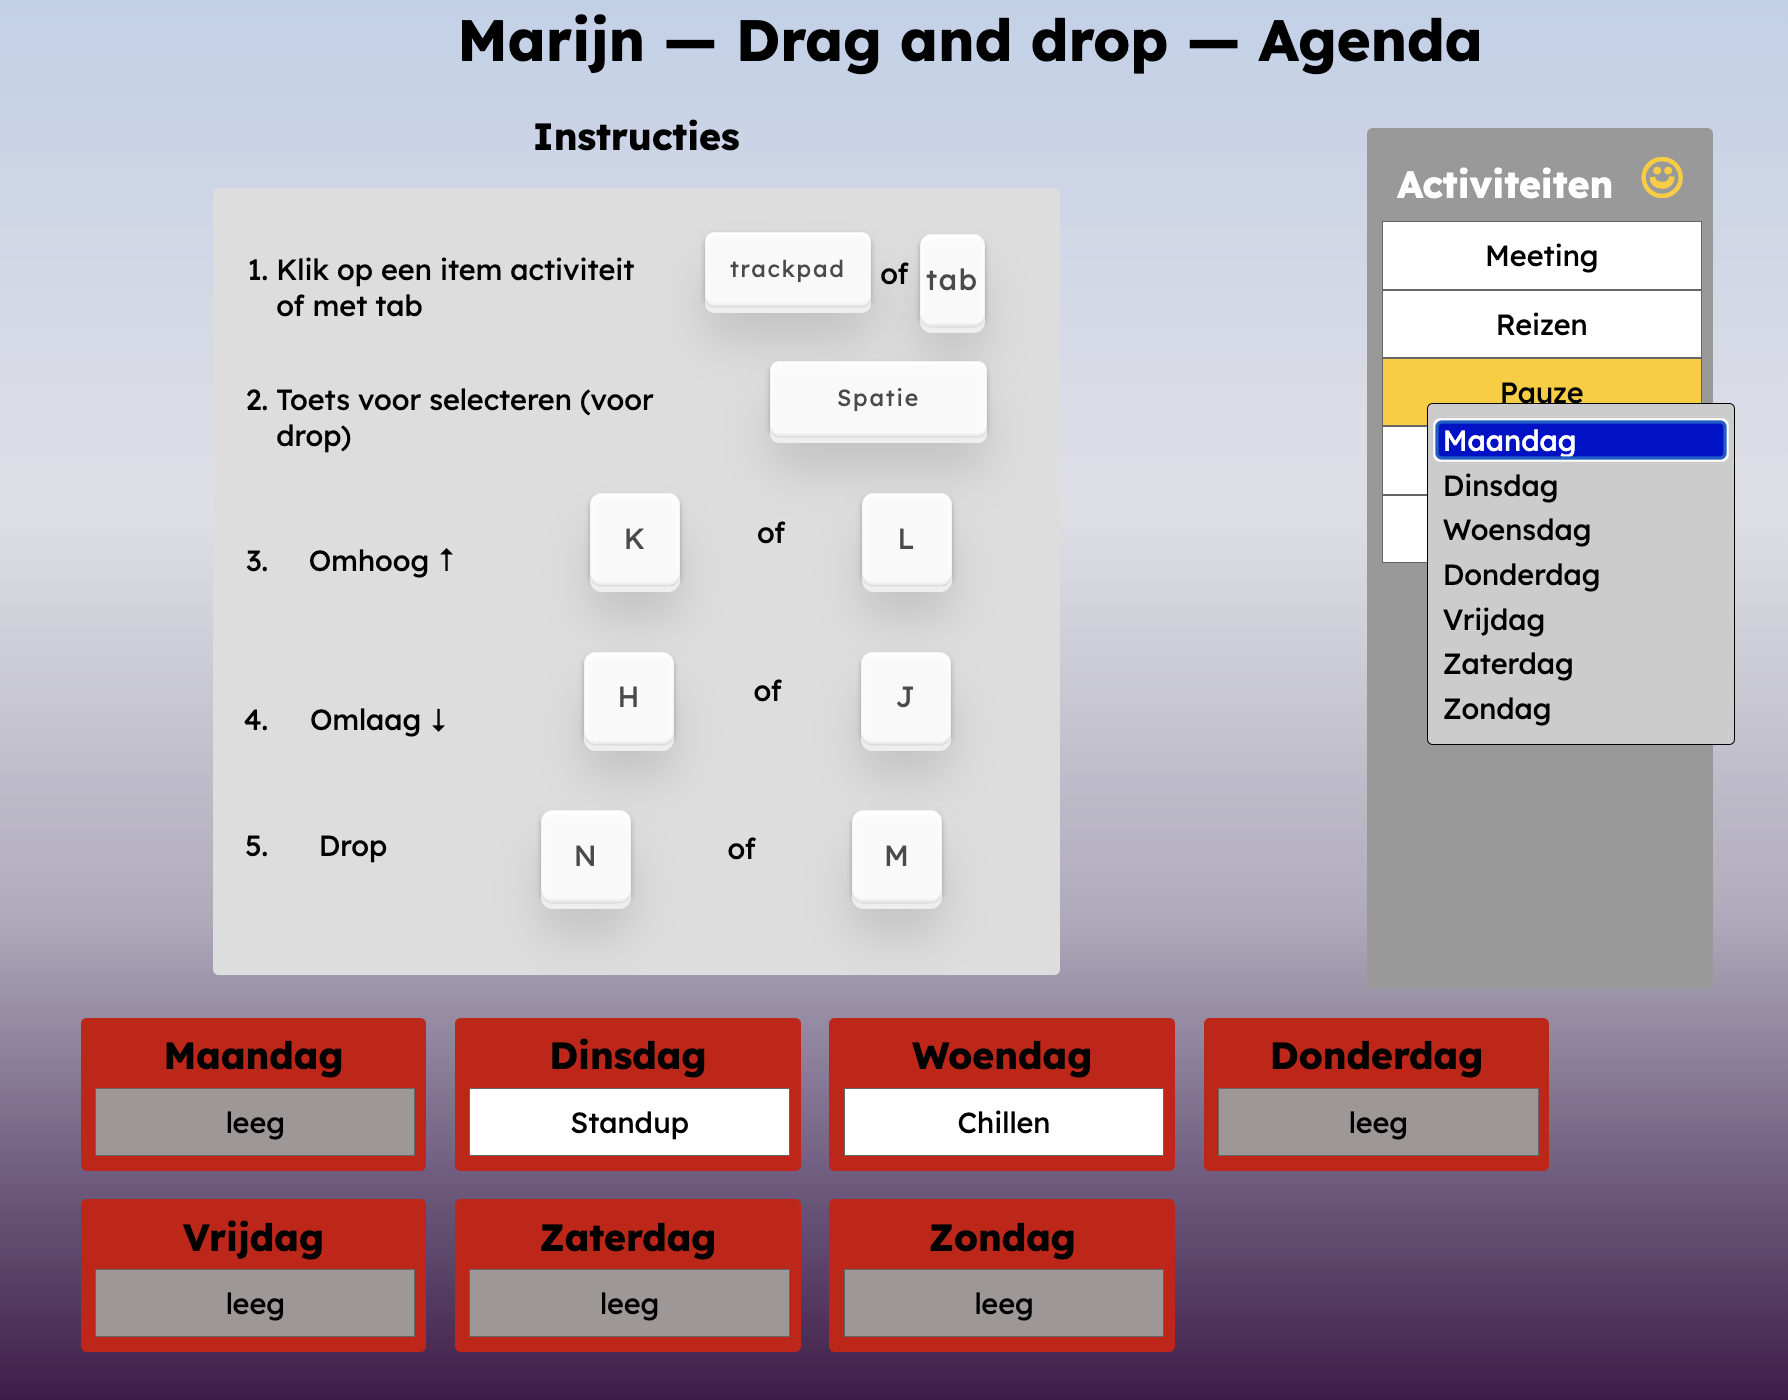 Marijn — Drag and drop — Agenda
Instructies
1. Klik op een item activiteit
of met tab
trackpad of tab
2. Toets voor selecteren (voor
drop)
Spatie
3. Omhoog ↑
K of L
4. Omlaag ↓
H of J
5. Drop
N of M
Activiteiten
Meeting
Reizen
Pauze
Maandag
Dinsdag
Woensdag
Donderdag
Vrijdag
Zaterdag
Zondag
Maandag
leeg
Dinsdag
Standup
Woendag
Chillen
Donderdag
leeg
Vrijdag
leeg
Zaterdag
leeg
Zondag
leeg